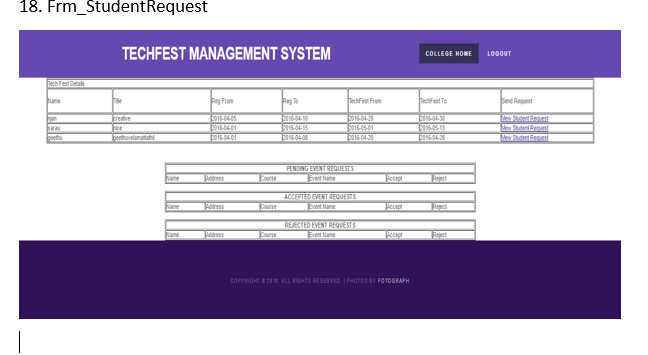 18. Frm_StudentRequest
TECHFEST MANAGEMENT SYSTEM COLLEGE HOME LOGOUT
Tech Fest Details
Name Title Reg From Reg To TechFest From TechFest To Send Request
njan creative 2016-04-05 2016-04-10 2016-04-20 2016-04-30 View Student Request
sarau nice 2016-04-01 2016-04-15 2016-05-01 2016-05-13 View Student Request
geethu geethuvelamattathil 2016-04-01 2016-04-08 2016-04-20 2016-04-28 View Student Request
PENDING EVENT REQUESTS
Name Address Course Event Name Accept Reject
ACCEPTED EVENT REQUESTS
Name Address Course Event Name Accept Reject
REJECTED EVENT REQUESTS
Name Address Course Event Name Accept Reject
COPYRIGHT © 2016. ALL RIGHTS RESERVED. | PHOTOS BY FOTOGRAPH